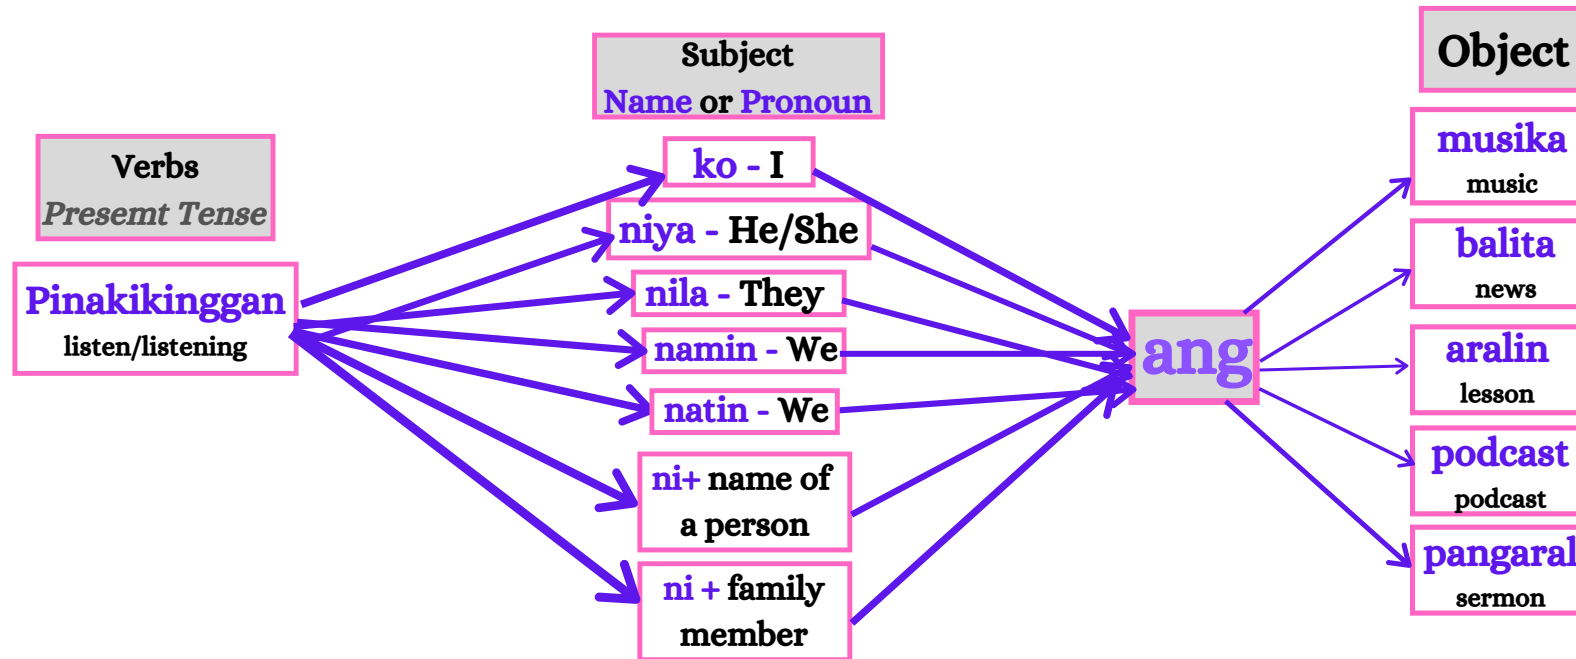 Verbs
Presemt Tense
Pinakikinggan
listen/listening
Subject
Name or Pronoun
ko - I
niya - He/She
nila - They
namin - We
natin - We
ni+ name of
a person
ni + family
member
ang
Object
musika
music
balita
news
aralin
lesson
podcast
podcast
pangaral
sermon